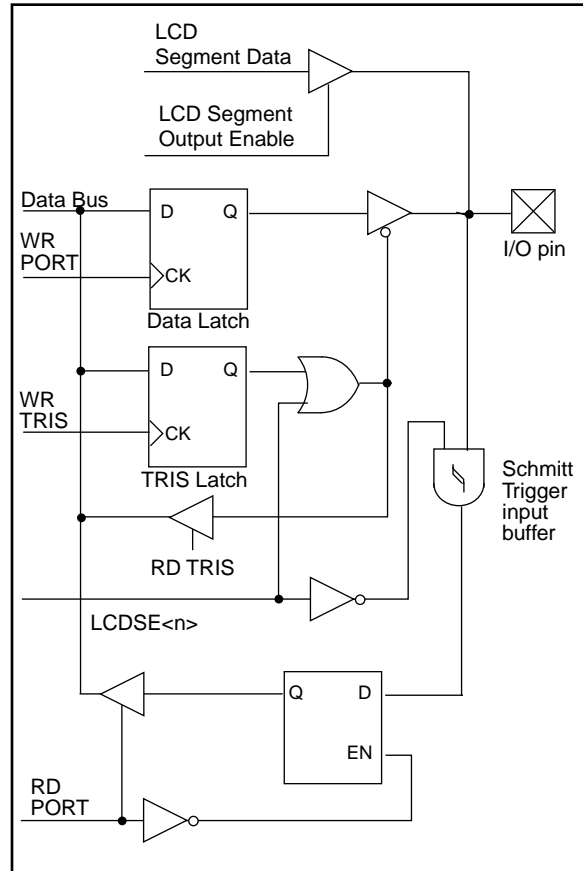 LCD
Segment Data
LCD Segment
Output Enable
Data Bus
D
Q
WR
PORT
CK
I/O pin
Data Latch
D
Q
WR
TRIS
CK
Schmitt
Trigger
input
buffer
TRIS Latch
RD TRIS
LCDSE<n>
Q
D
EN
RD
PORT